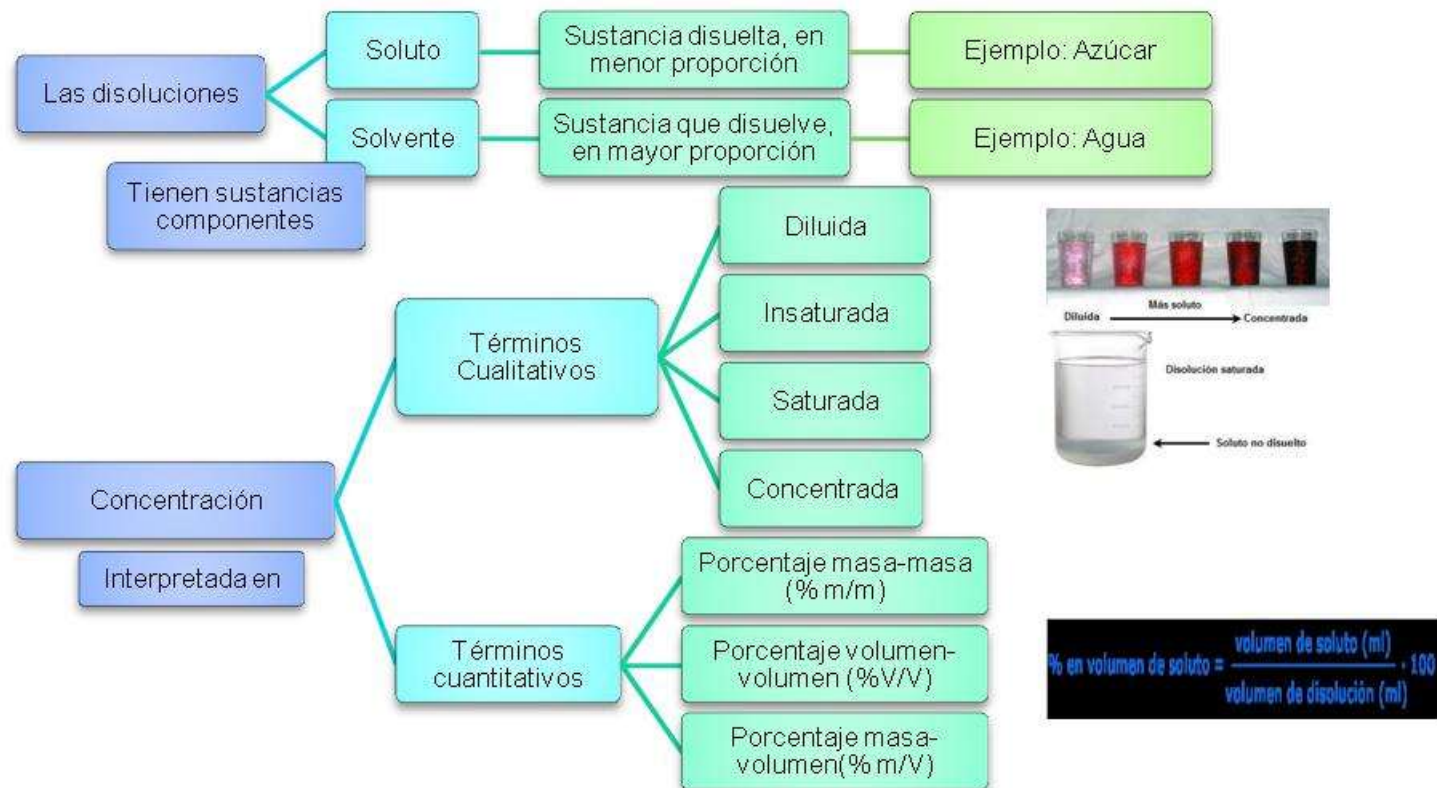 Las disoluciones
Soluto
Sustancia disuelta, en
menor proporción
Ejemplo: Azúcar
Solvente
Sustancia que disuelve,
en mayor proporción
Ejemplo: Agua
Tienen sustancias
componentes
Concentración
Interpretada en
Términos
Cualitativos
Diluida
Insaturada
Saturada
Concentrada
Más soluto
Diluída
Concentrada
Disolución saturada
Soluto no disuelto
Términos
cuantitativos
Porcentaje masa-masa
(% m/m)
Porcentaje volumen-
volumen (%V/V)
Porcentaje masa-
volumen(% m/V)
% en volumen de soluto = volumen de soluto (ml)
volumen de disolución (ml)
· 100